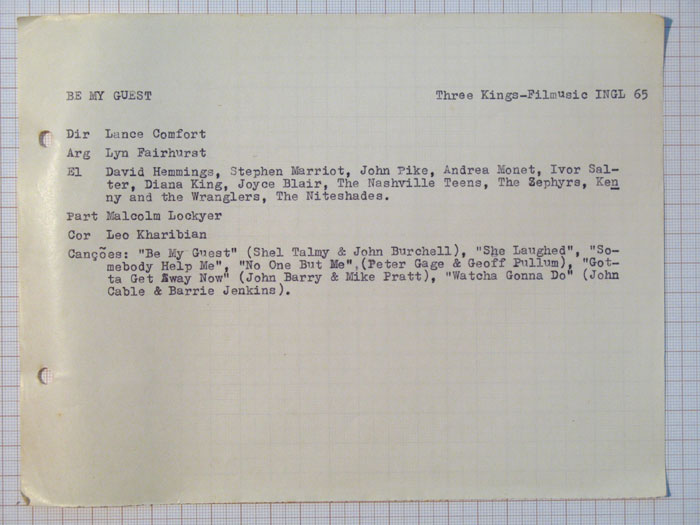 BE MY GUEST Three Kings-Filmusic INGL 65
Dir Lance Comfort
Arg Lyn Fairhurst
El David Hemmings, Stephen Marriot, John Pike, Andrea Monet, Ivor Sal-
ter, Diana King, Joyce Blair, The Nashville Teens, The Zephyrs, Ken
ny and the Wranglers, The Niteshades.
Part Malcolm Lockyer
Cor Leo Kharibian
Canções: "Be My Guest" (Shel Talmy & John Burchell), "She Laughed", "So-
mebody Help Me", "No One But Me",(Peter Gage & Geoff Pullum), "Got-
ta Get Away Now" (John Barry & Mike Pratt), "Watcha Gonna Do" (John
Cable & Barrie Jenkins).